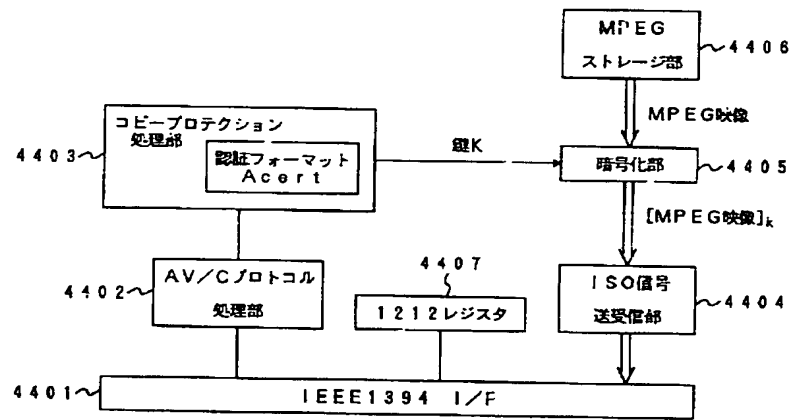 MPEG
ストレージ部
4406
MPEG映像
コピープロテクション
処理部
認証フォーマット
Acert
4403
鍵K
暗号化部
4405
[MPEG映像]k
4407
AV/Cプロトコル
処理部
4402
1212レジスタ
ISO信号
送受信部
4404
4401
IEEE1394 I/F